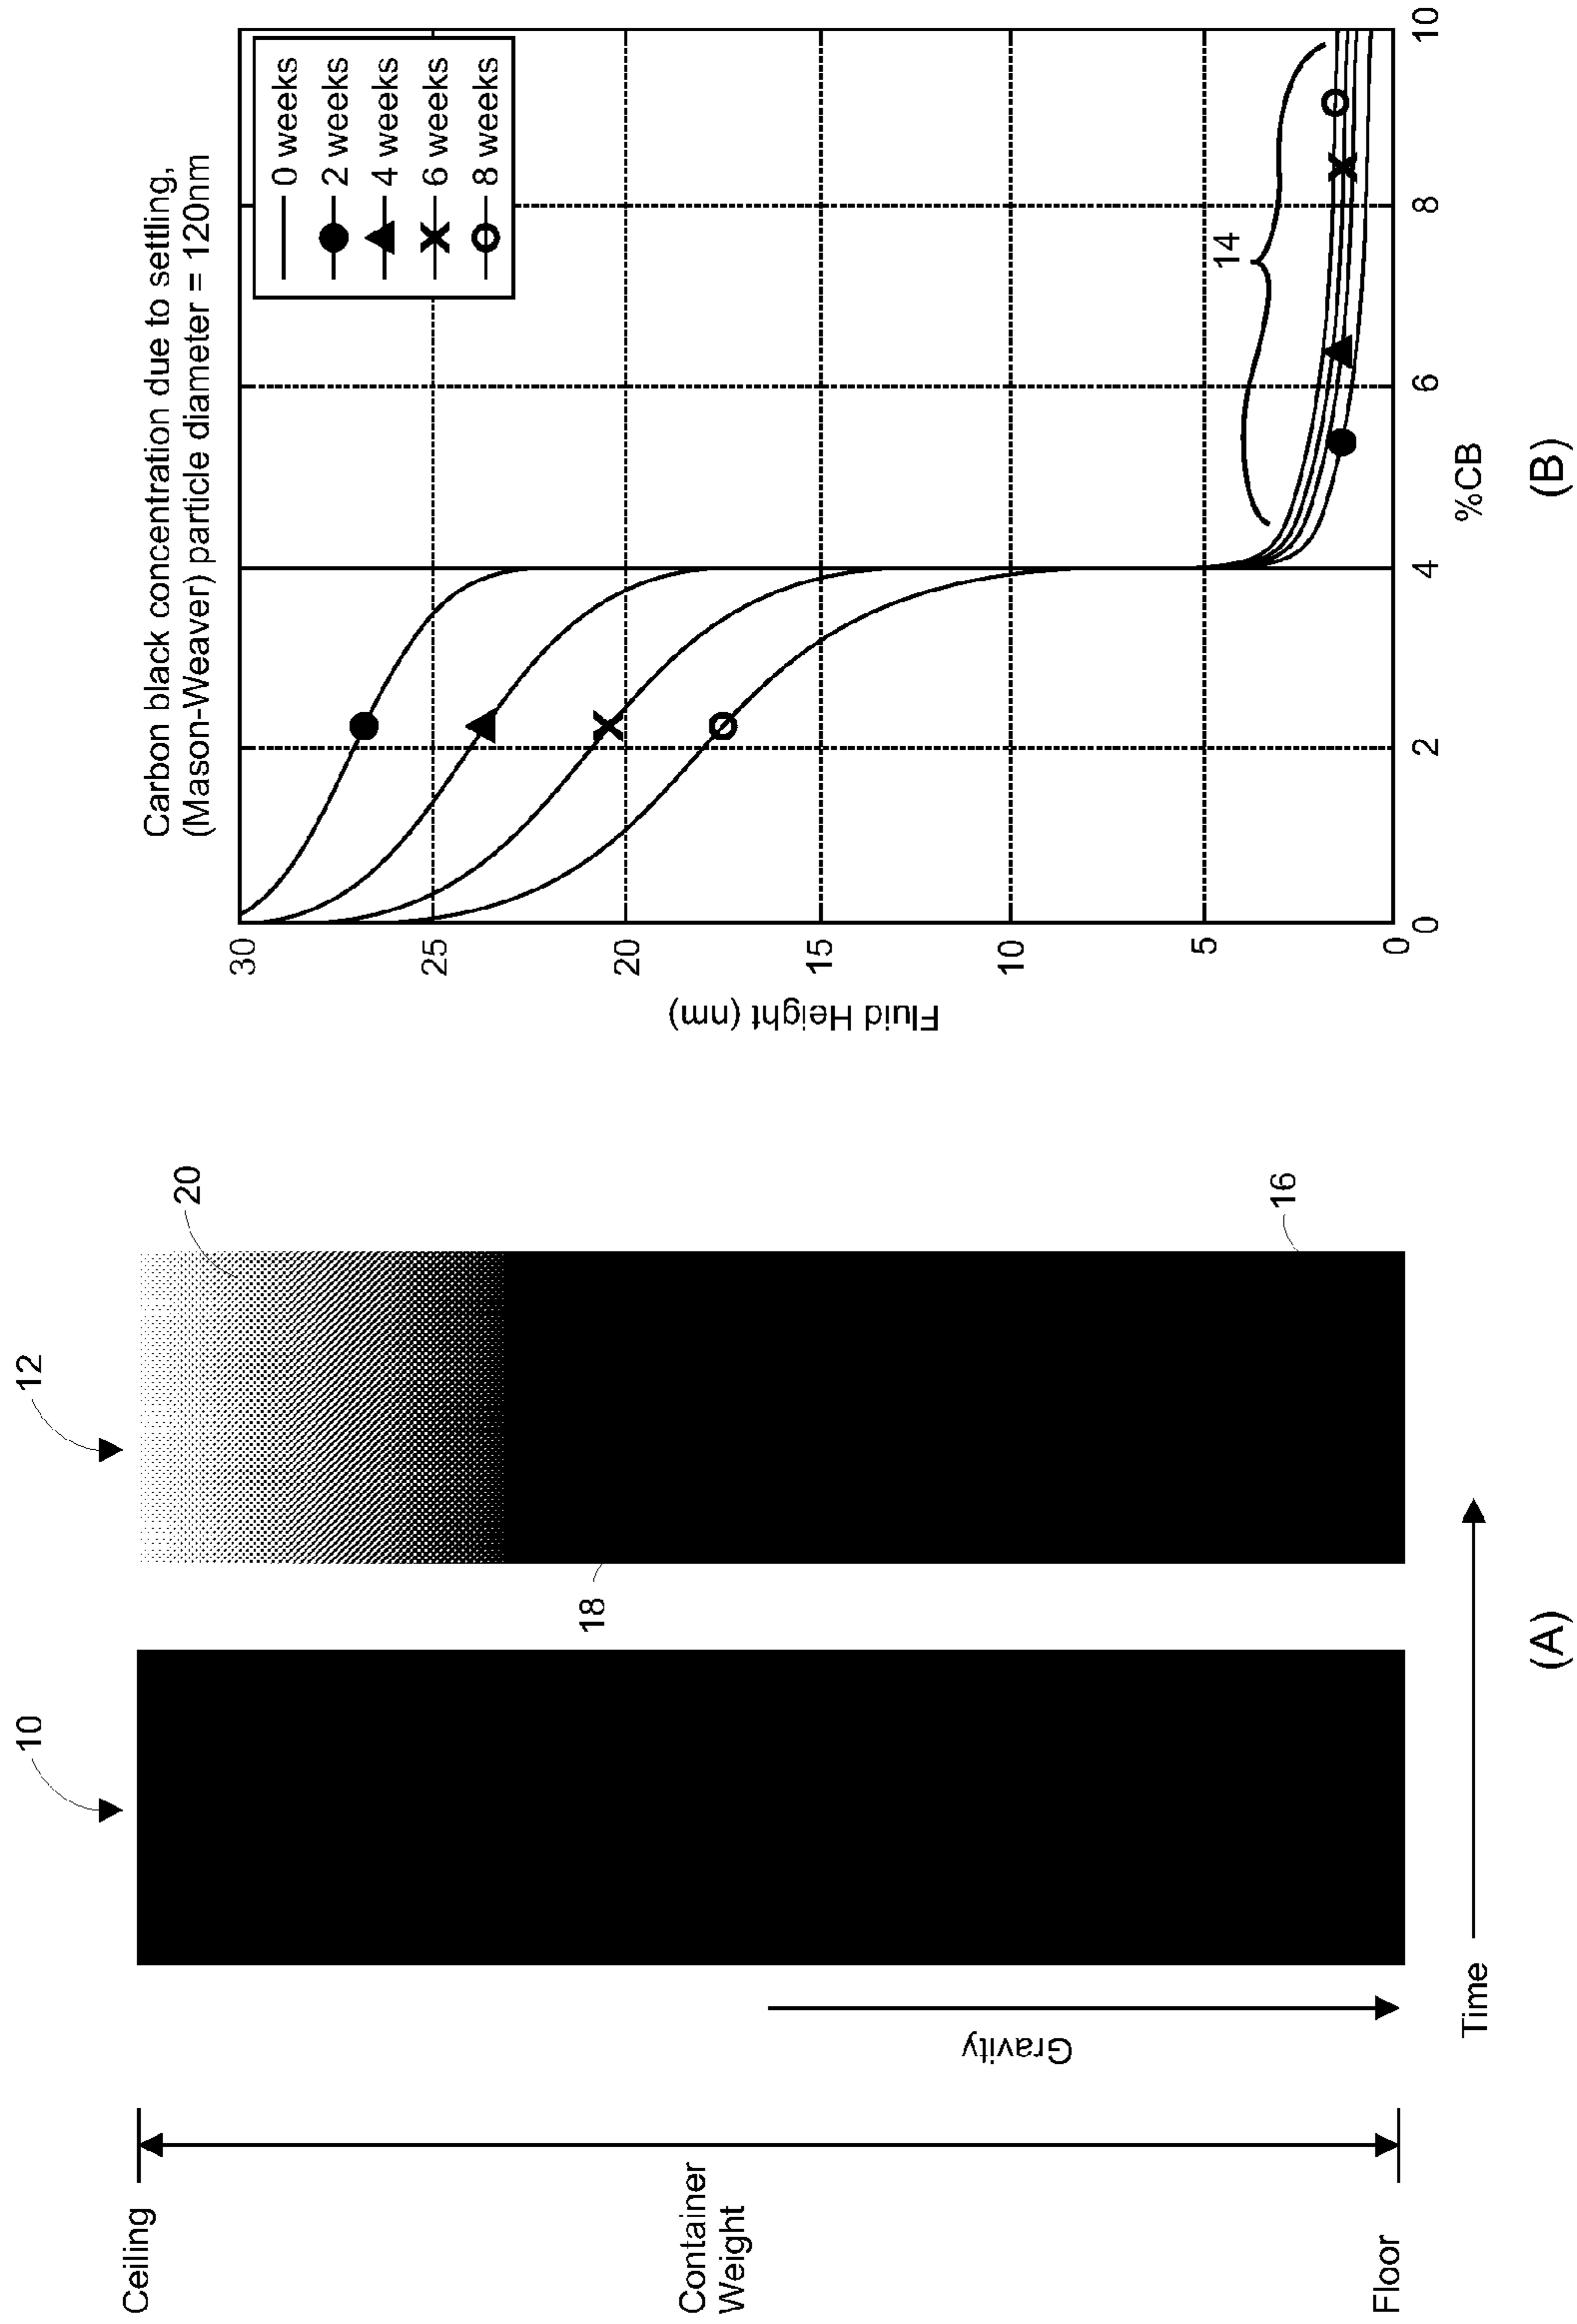 10
12
20
18
16
Ceiling
Container
Weight
Floor
Gravity
Time
(A)
Carbon black concentration due to settling,
(Mason-Weaver) particle diameter = 120nm
0 weeks
2 weeks
4 weeks
6 weeks
8 weeks
14
Fluid Height (nm)
30
25
20
15
10
5
0
0 2 4 6 8 10
%CB
(B)